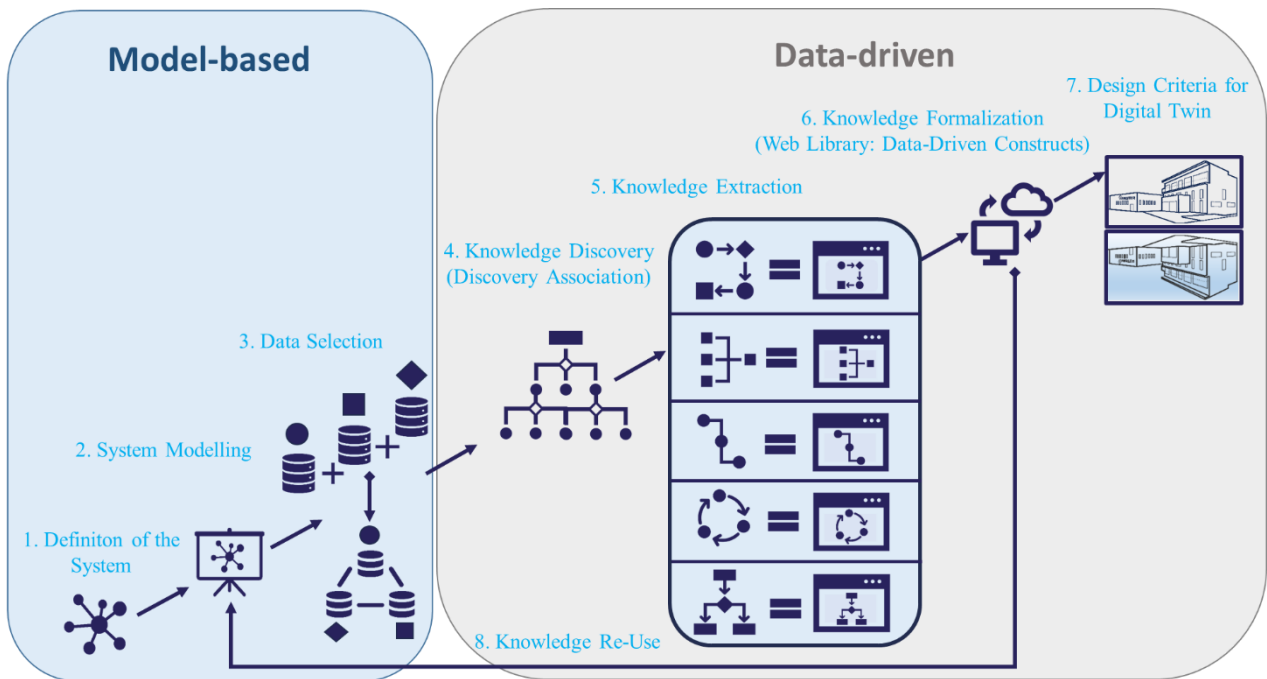 Model-based
Data-driven
1. Definiton of the
System
2. System Modelling
3. Data Selection
4. Knowledge Discovery
(Discovery Association)
5. Knowledge Extraction
6. Knowledge Formalization
(Web Library: Data-Driven Constructs)
7. Design Criteria for
Digital Twin
8. Knowledge Re-Use